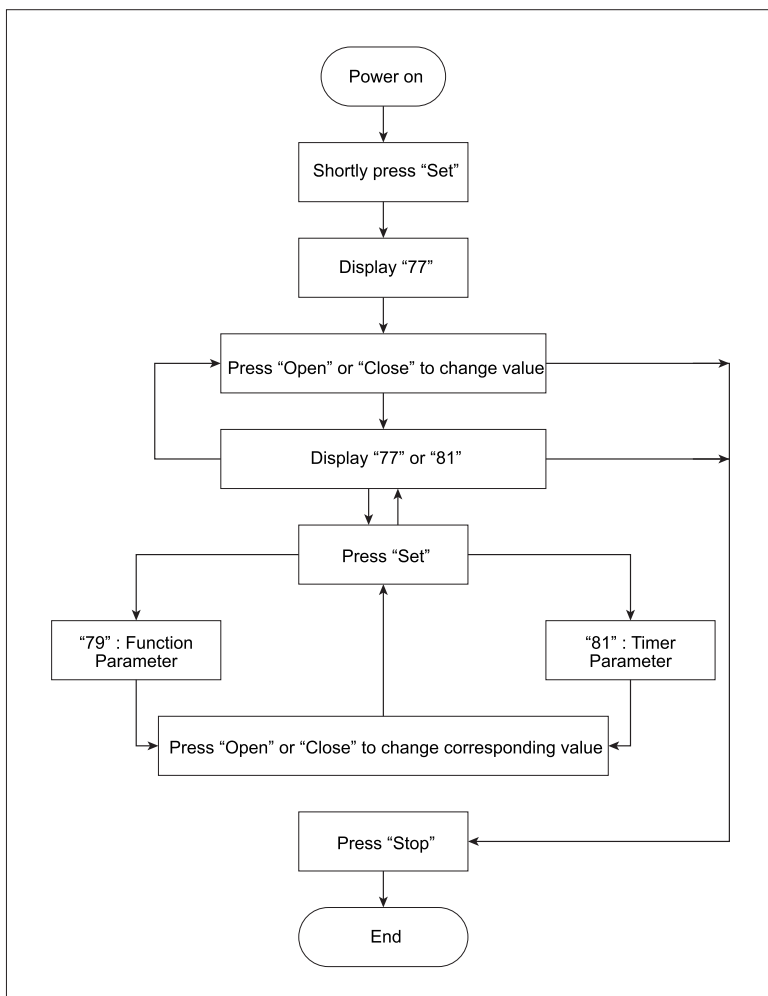 Power on
Shortly press “Set”
Display “77”
Press “Open” or “Close” to change value
Display “77” or “81”
Press “Set”
“79” : Function
Parameter
“81” : Timer
Parameter
Press “Open” or “Close” to change corresponding value
Press “Stop”
End